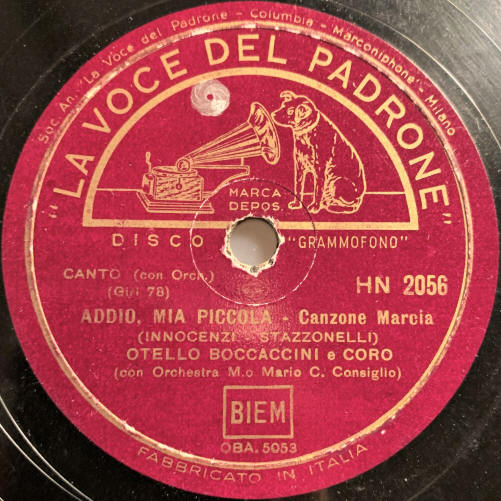 Soc. An. "La Voce del Padrone - Columbia - Marconiphone" - Milano
"LA VOCE DEL PADRONE"
MARCA
DEPOS.
DISCO "GRAMMOFONO"
CANTO (con Orch.)
(Giri 78)
HN 2056
ADDIO, MIA PICCOLA - Canzone Marcia
(INNOCENZI - STAZZONELLI)
OTELLO BOCCACCINI e CORO
(con Orchestra M.o Mario C. Consiglio)
BIEM
OBA. 5053
FABBRICATO IN ITALIA